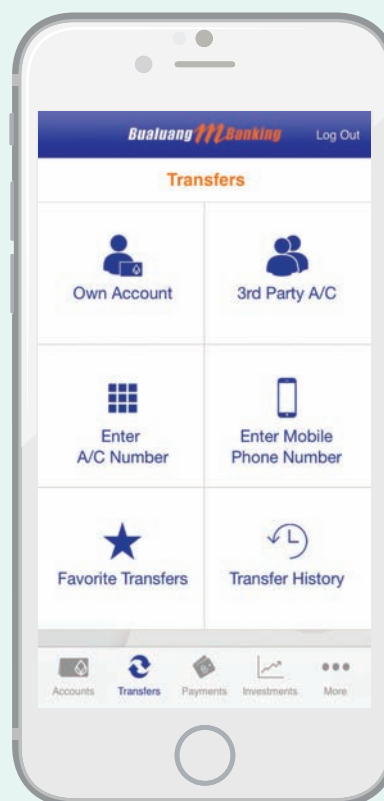 Bualuang mBanking Log Out
Transfers
Own Account 3rd Party A/C
Enter Enter Mobile
A/C Number Phone Number
Favorite Transfers Transfer History
Accounts Transfers Payments Investments More